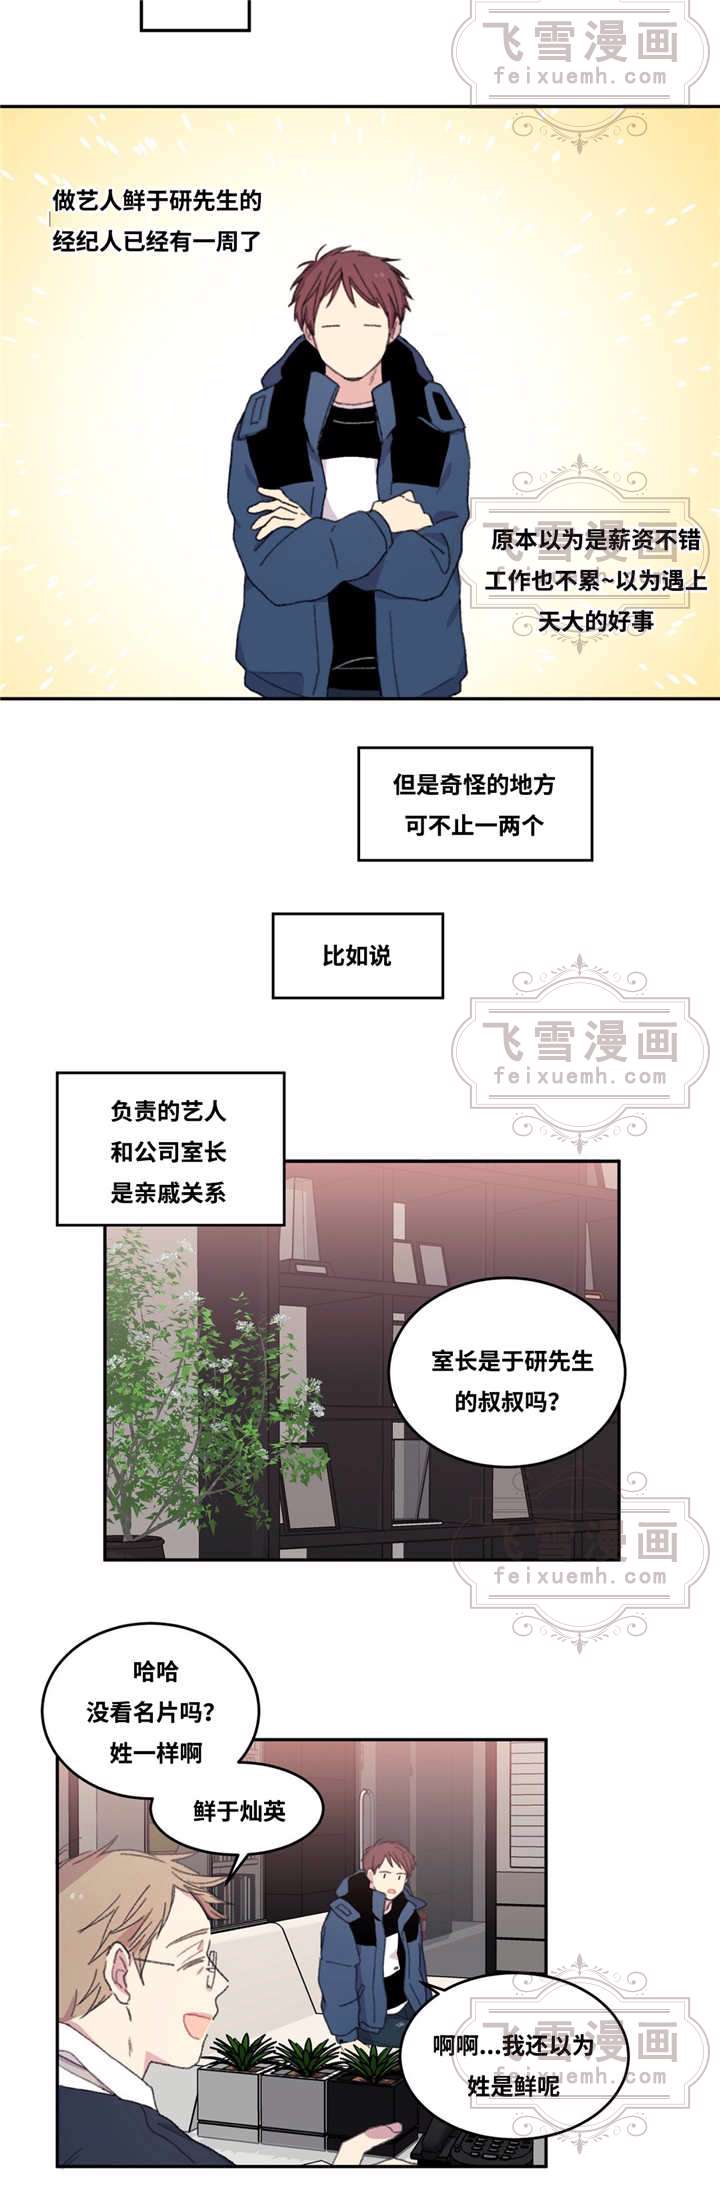 飞雪漫画
feixuemh.com
做艺人鲜于研先生的
经纪人已经有一周了
飞雪漫画
原本以为是薪资不错
工作也不累~以为遇上
天大的好事
但是奇怪的地方
可不止一两个
比如说
飞雪漫画
feixuemh.com
负责的艺人
和公司室长
是亲戚关系
室长是于研先生
的叔叔吗?
飞雪漫画
feixuemh.com
哈哈
没看名片吗?
姓一样啊
鲜于灿英
啊啊...我还以为
姓是鲜呢
飞雪漫画
feixuemh.com